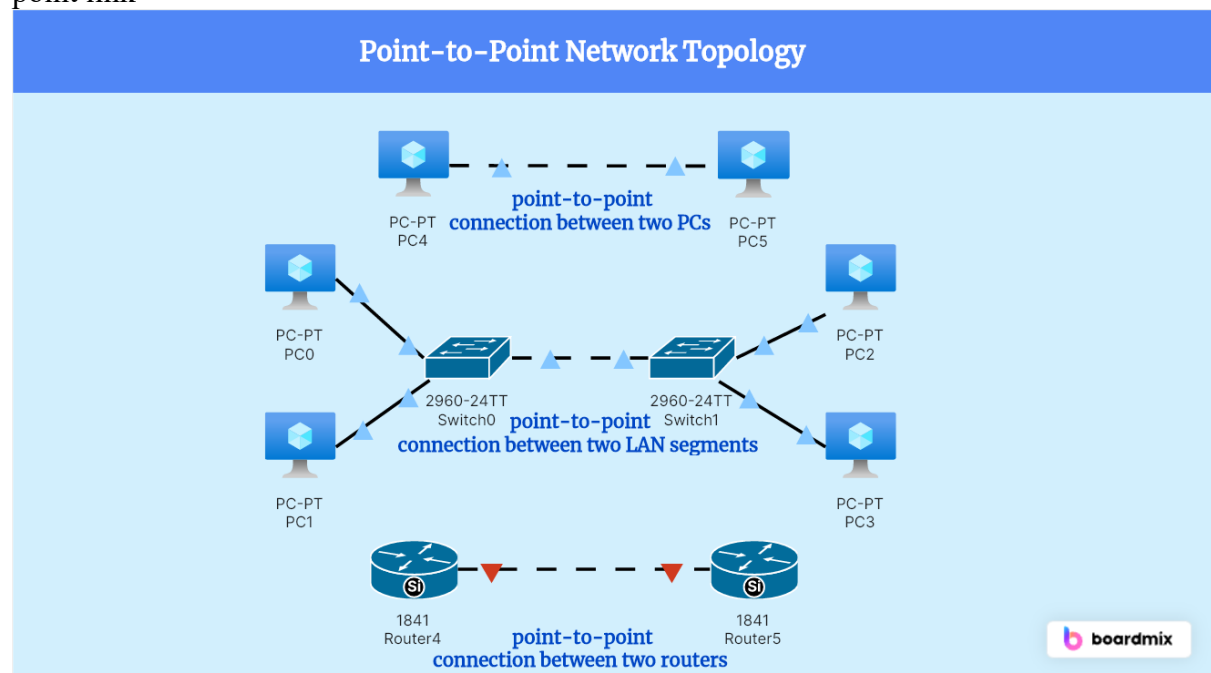 Point-to-Point Network Topology
PC-PT
PC4
point-to-point
connection between two PCs
PC-PT
PC5
PC-PT
PC0
PC-PT
PC2
2960-24TT
Switch0
2960-24TT
Switch1
point-to-point
connection between two LAN segments
PC-PT
PC1
PC-PT
PC3
Si
Si
1841
Router4
1841
Router5
point-to-point
connection between two routers
boardmix